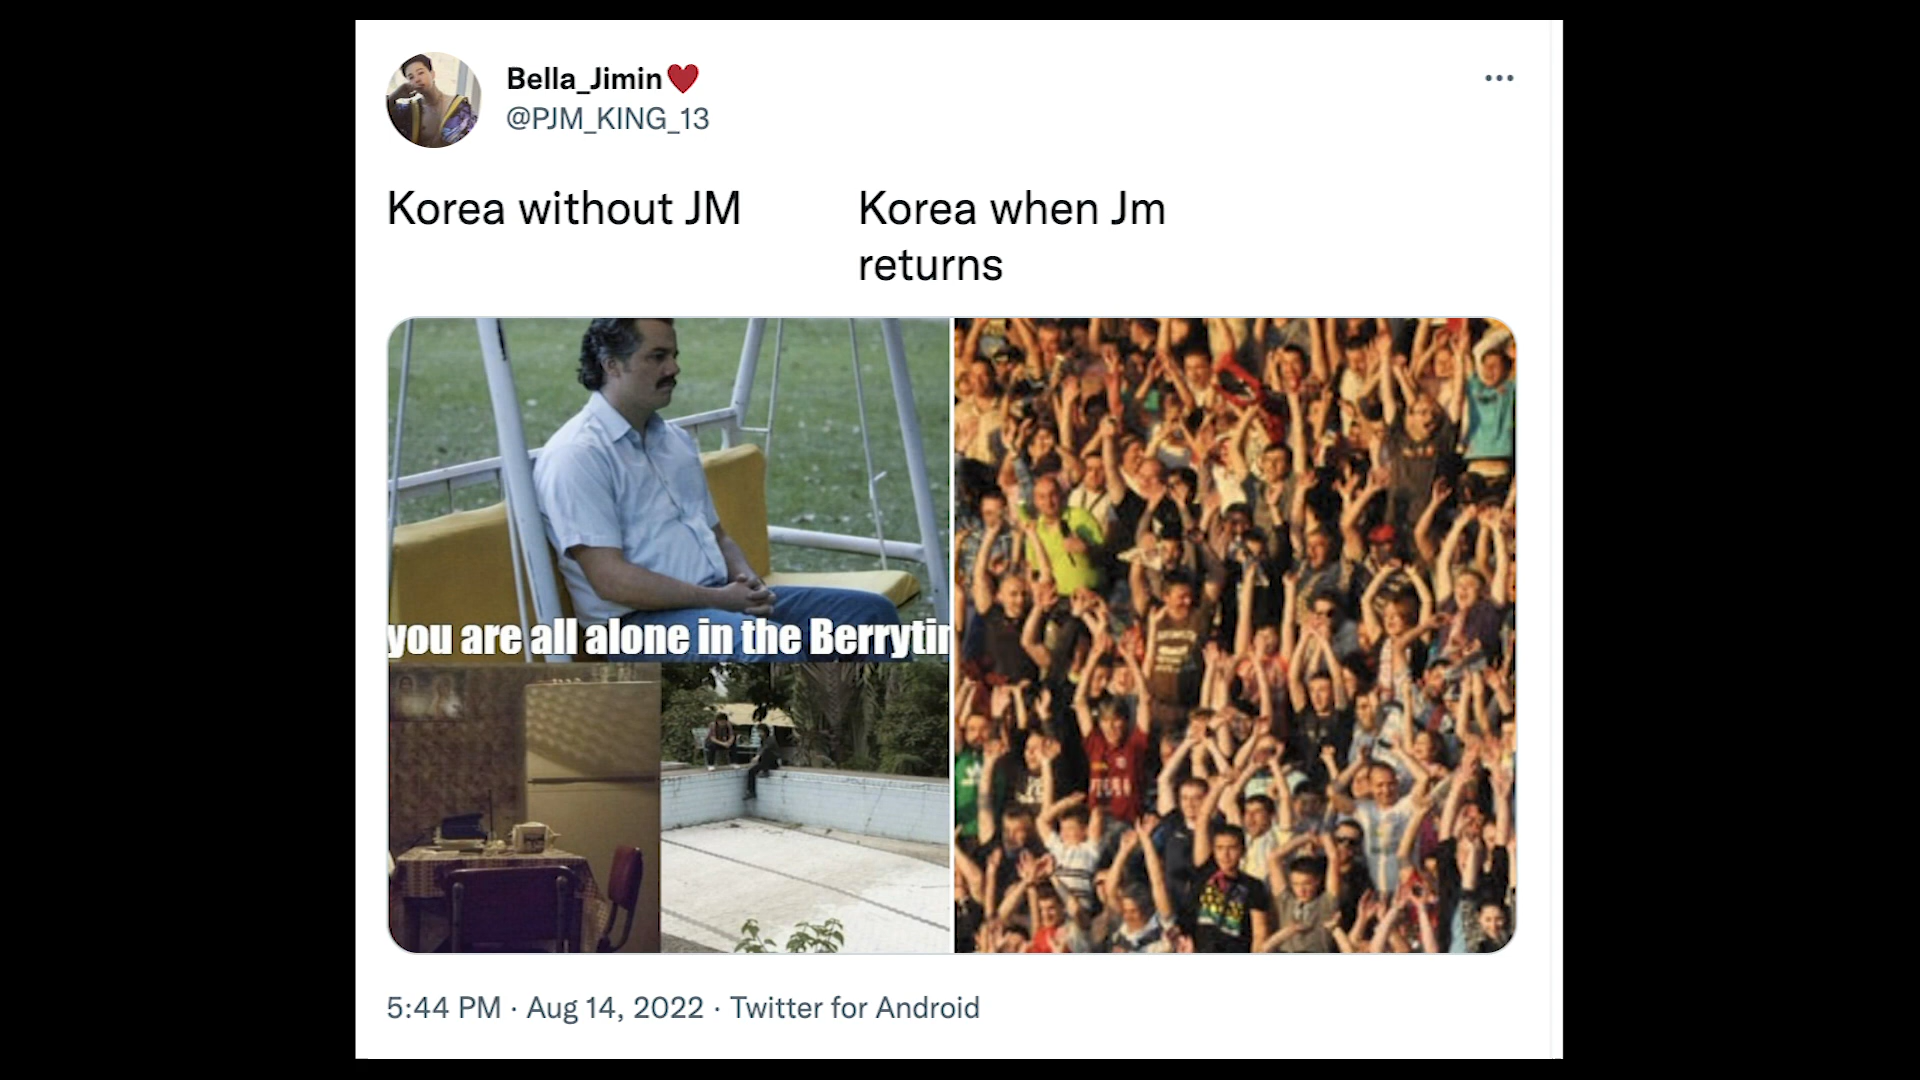 Bella_Jimin❤️
@PJM_KING_13
Korea without JM
Korea when Jm
returns
you are all alone in the Berrytin
5:44 PM · Aug 14, 2022 · Twitter for Android